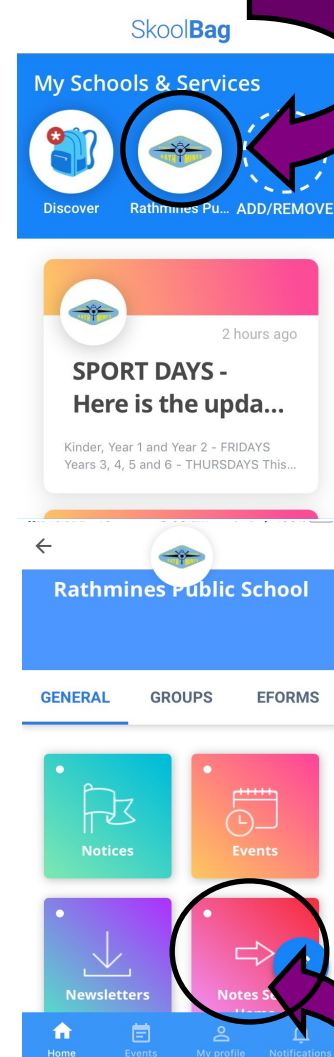 SkoolBag
My Schools & Services
Discover
Rathmines Pu...
ADD/REMOVE
2 hours ago
SPORT DAYS -
Here is the upda...
Kinder, Year 1 and Year 2 - FRIDAYS
Years 3, 4, 5 and 6 - THURSDAYS This...
Rathmines Public School
GENERAL GROUPS EFORMS
Notices
Events
Newsletters
Notes
Home Events My profile Notifications